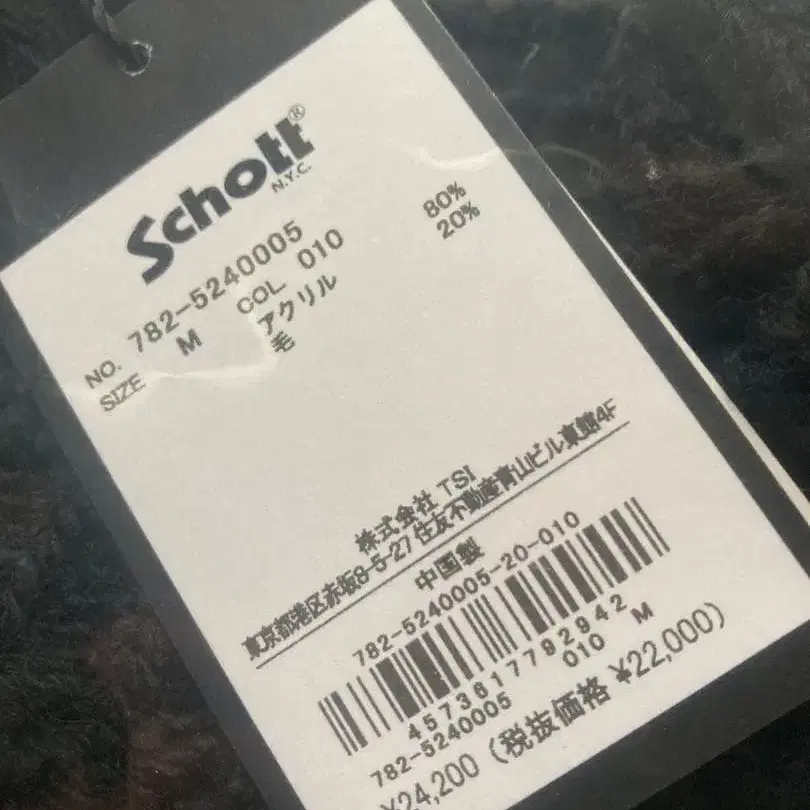 Schott®
N.Y.C.
NO. 782-5240005
SIZE M COL 010
アクリル 80%
毛 20%
株式会社 TSI
東京都港区赤坂8-5-27 住友不動産青山ビル東館4F
中国製
782-5240005-20-010
4573617792942
782-5240005 010 M
¥24,200 (税抜価格 ¥22,000)